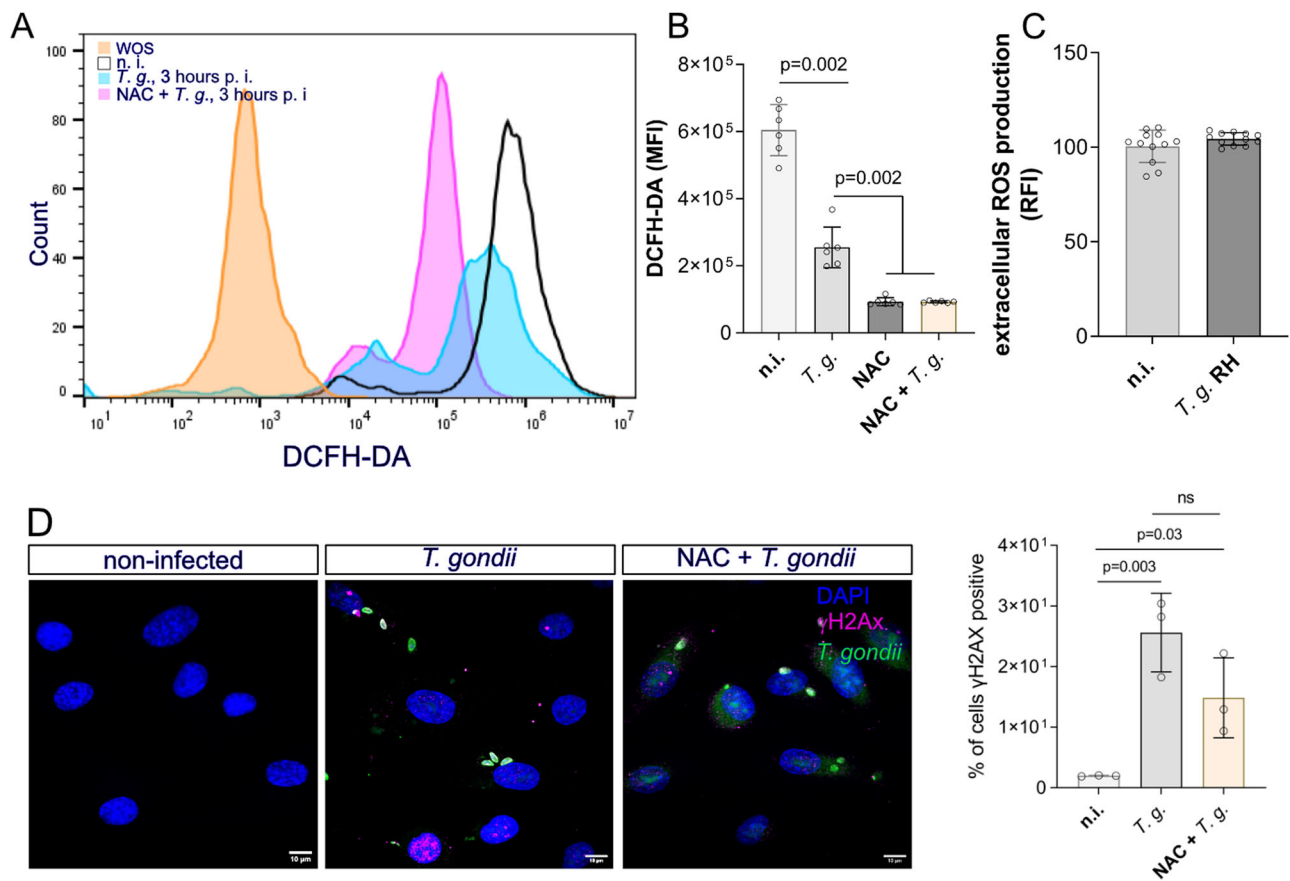 A
WOS
n. i.
T. g., 3 hours p. i.
NAC + T. g., 3 hours p. i
Count
100
80
60
40
20
0
10¹
10²
10³
10⁴
10⁵
10⁶
10⁷
DCFH-DA
B
DCFH-DA (MFI)
8×10⁵
6×10⁵
4×10⁵
2×10⁵
0
p=0.002
p=0.002
n.i.
T. g.
NAC
NAC + T. g.
C
extracellular ROS production
(RFI)
150
100
50
0
n.i.
T. g. RH
D
non-infected
T. gondii
NAC + T. gondii
DAPI
γH2Ax
T. gondii
10 μm
10 μm
10 μm
% of cells γH2AX positive
4×10¹
3×10¹
2×10¹
1×10¹
0
ns
p=0.03
p=0.003
n.i.
T. g.
NAC + T. g.